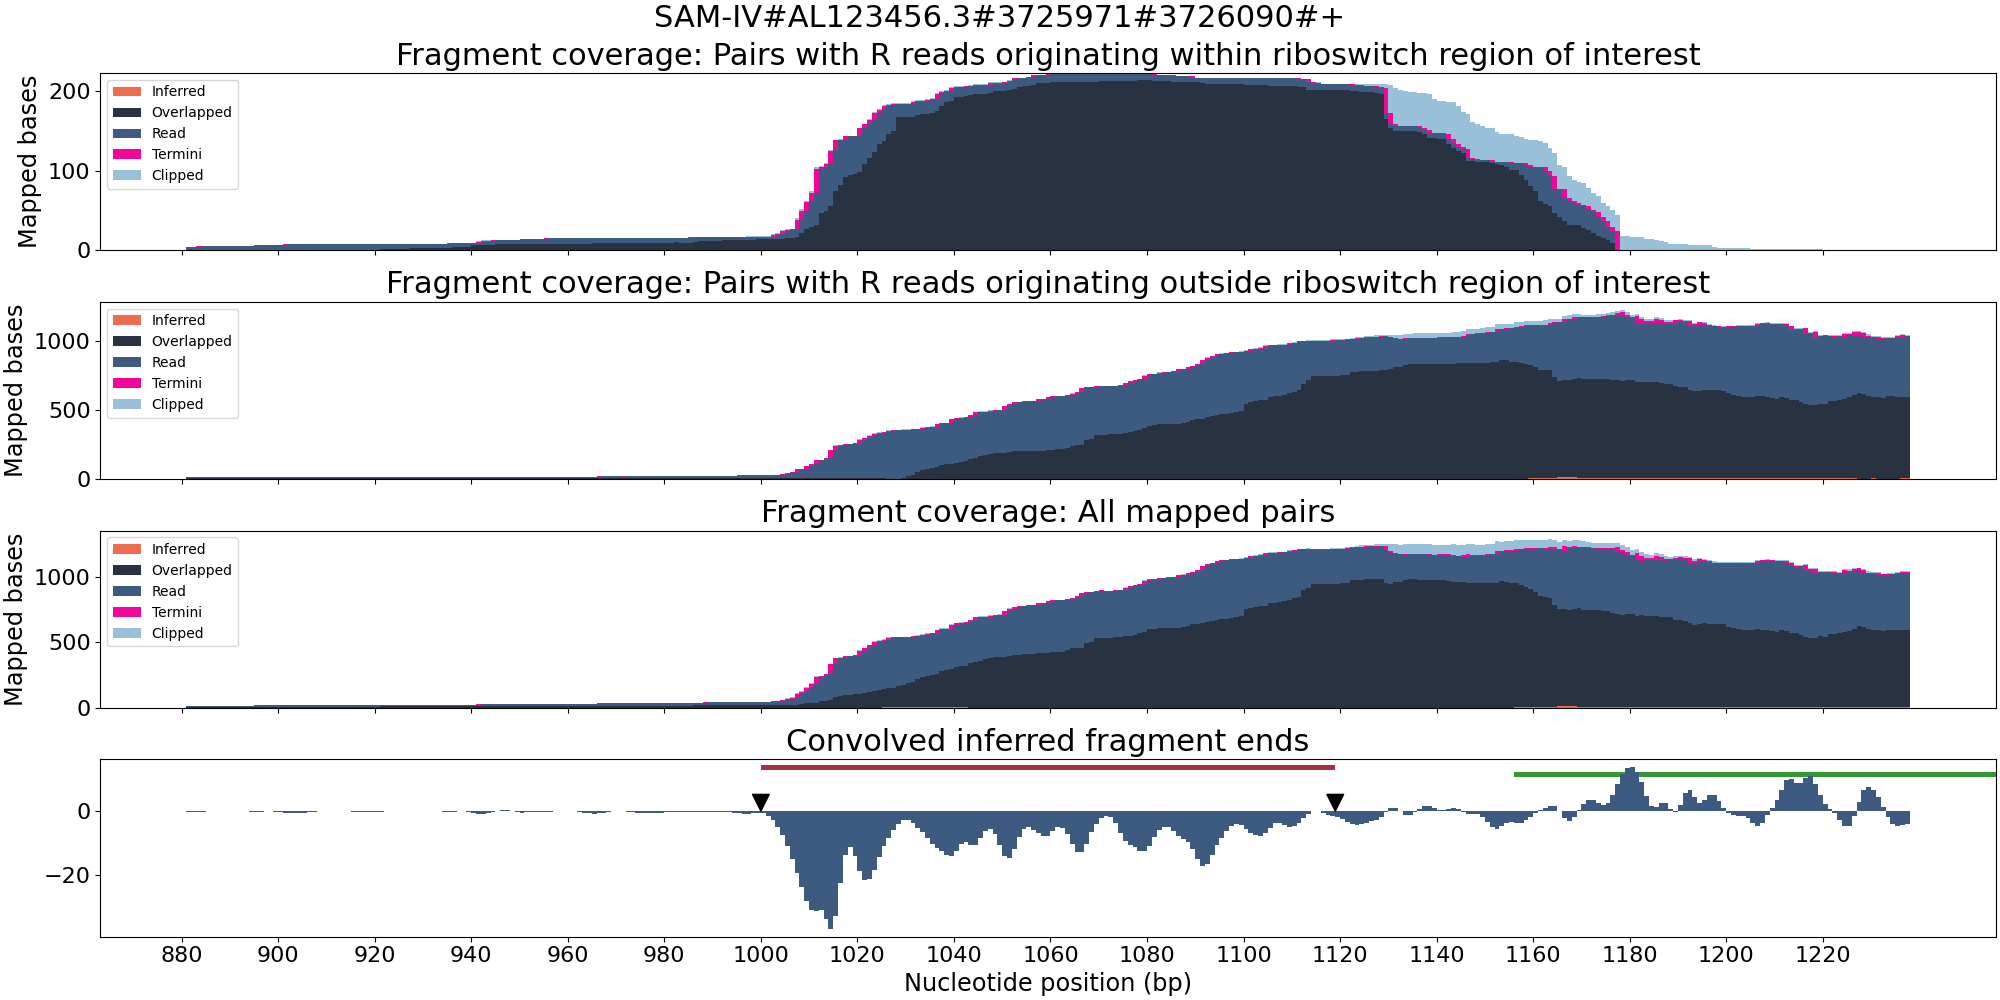 SAM-IV#AL123456.3#3725971#3726090#+
Fragment coverage: Pairs with R reads originating within riboswitch region of interest
Mapped bases
200
100
0
Inferred
Overlapped
Read
Termini
Clipped
Fragment coverage: Pairs with R reads originating outside riboswitch region of interest
Mapped bases
1000
500
0
Inferred
Overlapped
Read
Termini
Clipped
Fragment coverage: All mapped pairs
Mapped bases
1000
500
0
Inferred
Overlapped
Read
Termini
Clipped
Convolved inferred fragment ends
0
−20
880 900 920 940 960 980 1000 1020 1040 1060 1080 1100 1120 1140 1160 1180 1200 1220
Nucleotide position (bp)